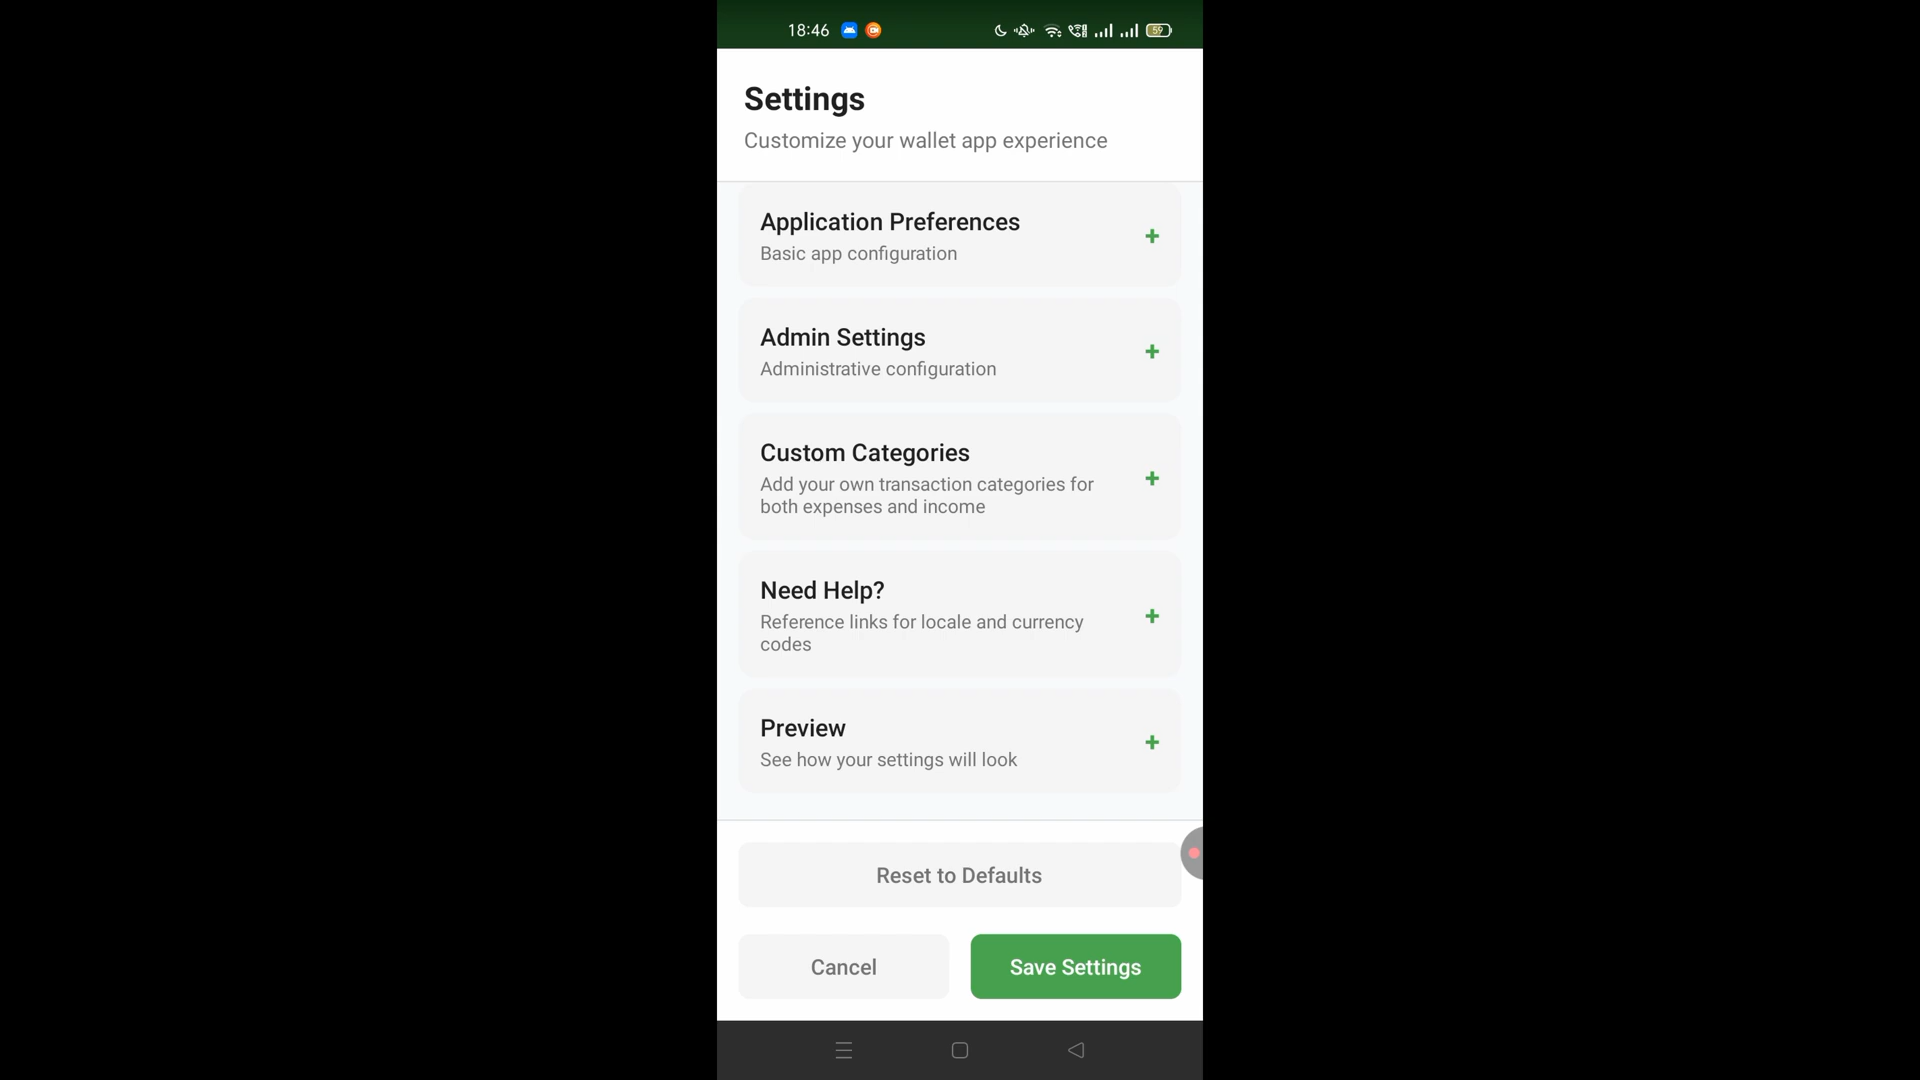 18:46
59
Settings
Customize your wallet app experience
Application Preferences
Basic app configuration
Admin Settings
Administrative configuration
Custom Categories
Add your own transaction categories for
both expenses and income
Need Help?
Reference links for locale and currency
codes
Preview
See how your settings will look
Reset to Defaults
Cancel
Save Settings